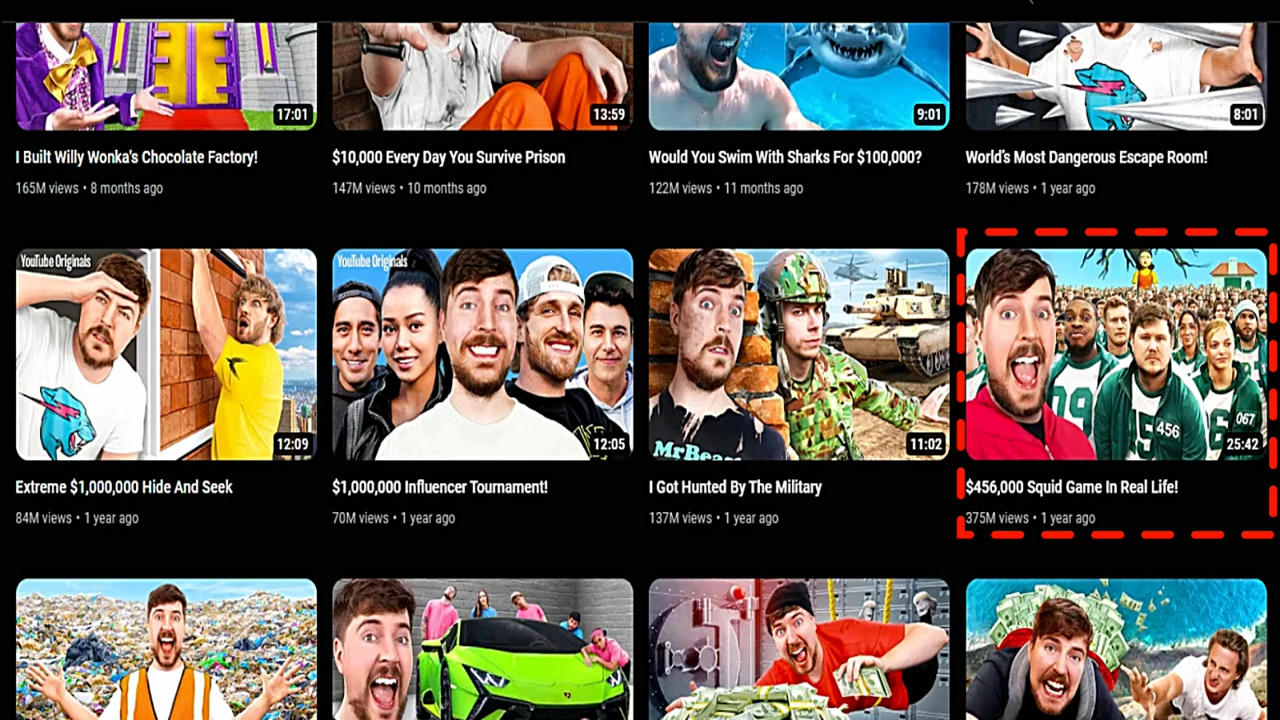 17:01
13:59
9:01
8:01
I Built Willy Wonka's Chocolate Factory!
$10,000 Every Day You Survive Prison
Would You Swim With Sharks For $100,000?
World's Most Dangerous Escape Room!
165M views • 8 months ago
147M views • 10 months ago
122M views • 11 months ago
178M views • 1 year ago
YouTube Originals
YouTube Originals
MrBeas
456
067
12:09
12:05
11:02
25:42
Extreme $1,000,000 Hide And Seek
$1,000,000 Influencer Tournament!
I Got Hunted By The Military
$456,000 Squid Game In Real Life!
84M views • 1 year ago
70M views • 1 year ago
137M views • 1 year ago
375M views • 1 year ago